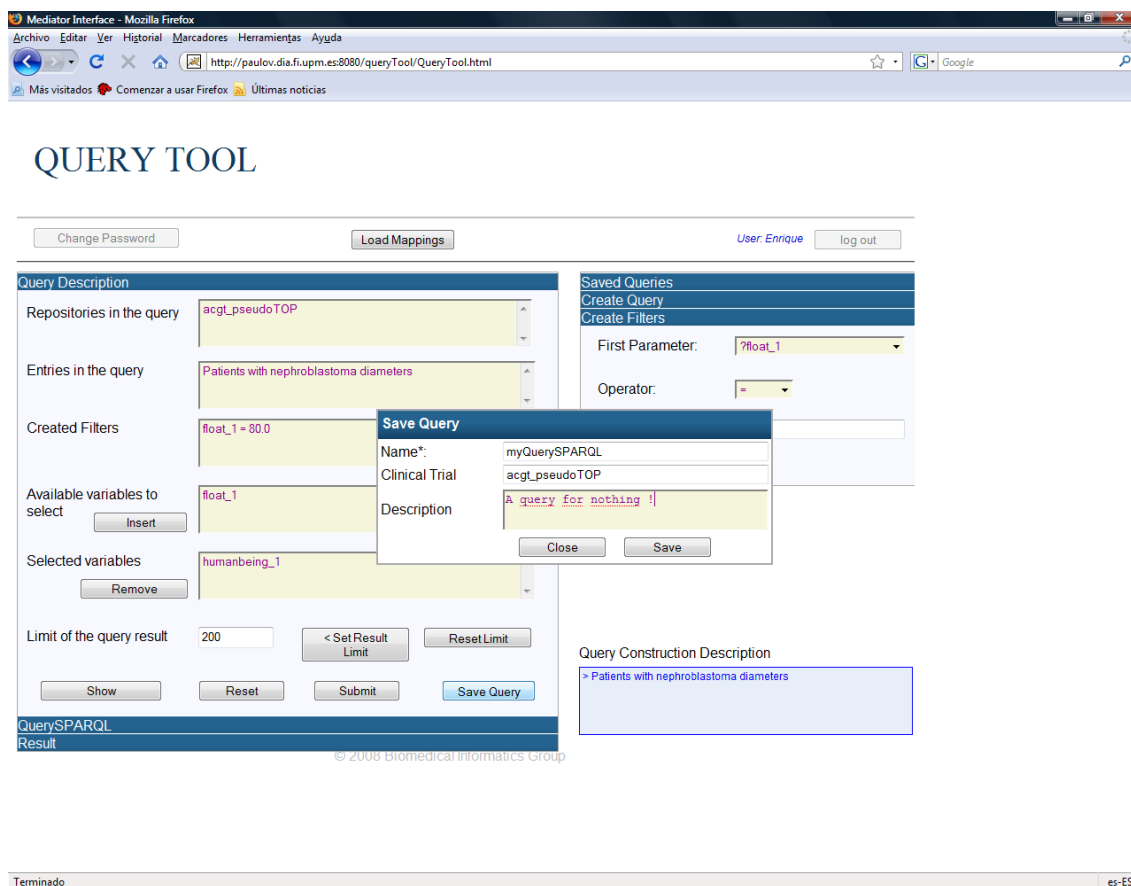 Mediator Interface - Mozilla Firefox
Archivo Editar Ver Historial Marcadores Herramientas Ayuda
http://paulov.dia.fi.upm.es:8080/queryTool/QueryTool.html
G Google
Más visitados Comenzar a usar Firefox Últimas noticias
QUERY TOOL
Change Password
Load Mappings
User: Enrique
log out
Query Description
Repositories in the query
acgt_pseudoTOP
Entries in the query
Patients with nephroblastoma diameters
Created Filters
float_1 = 80.0
Available variables to
select
Insert
float_1
Selected variables
Remove
humanbeing_1
Limit of the query result
200
< Set Result
Limit
Reset Limit
Show
Reset
Submit
Save Query
QuerySPARQL
Result
Saved Queries
Create Query
Create Filters
First Parameter:
?float_1
Operator:
=
Save Query
Name*:
myQuerySPARQL
Clinical Trial
acgt_pseudoTOP
Description
A query for nothing !
Close
Save
Query Construction Description
> Patients with nephroblastoma diameters
© 2008 Biomedical Informatics Group
Terminado
es-ES